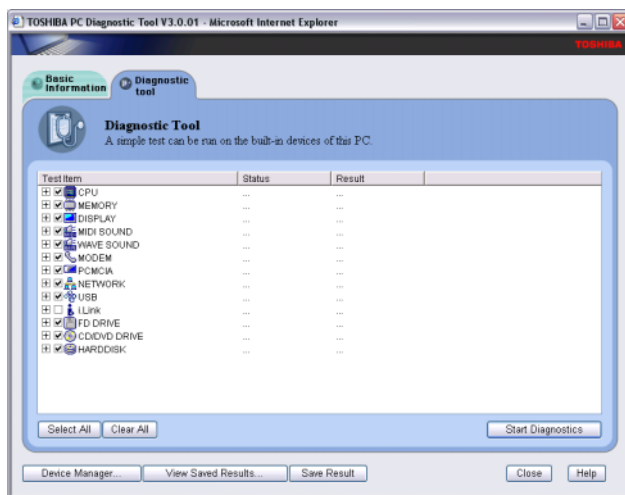 TOSHIBA PC Diagnostic Tool V3.0.01 - Microsoft Internet Explorer
TOSHIBA
Basic
Information
Diagnostic
tool
Diagnostic Tool
A simple test can be run on the built-in devices of this PC.
Test Item Status Result
CPU ... ...
MEMORY ... ...
DISPLAY ... ...
MIDI SOUND ... ...
WAVE SOUND ... ...
MODEM ... ...
PCMCIA ... ...
NETWORK ... ...
USB ... ...
i.Link ... ...
FD DRIVE ... ...
CD/DVD DRIVE ... ...
HARDDISK ... ...
Select All Clear All Start Diagnostics
Device Manager... View Saved Results... Save Result Close Help